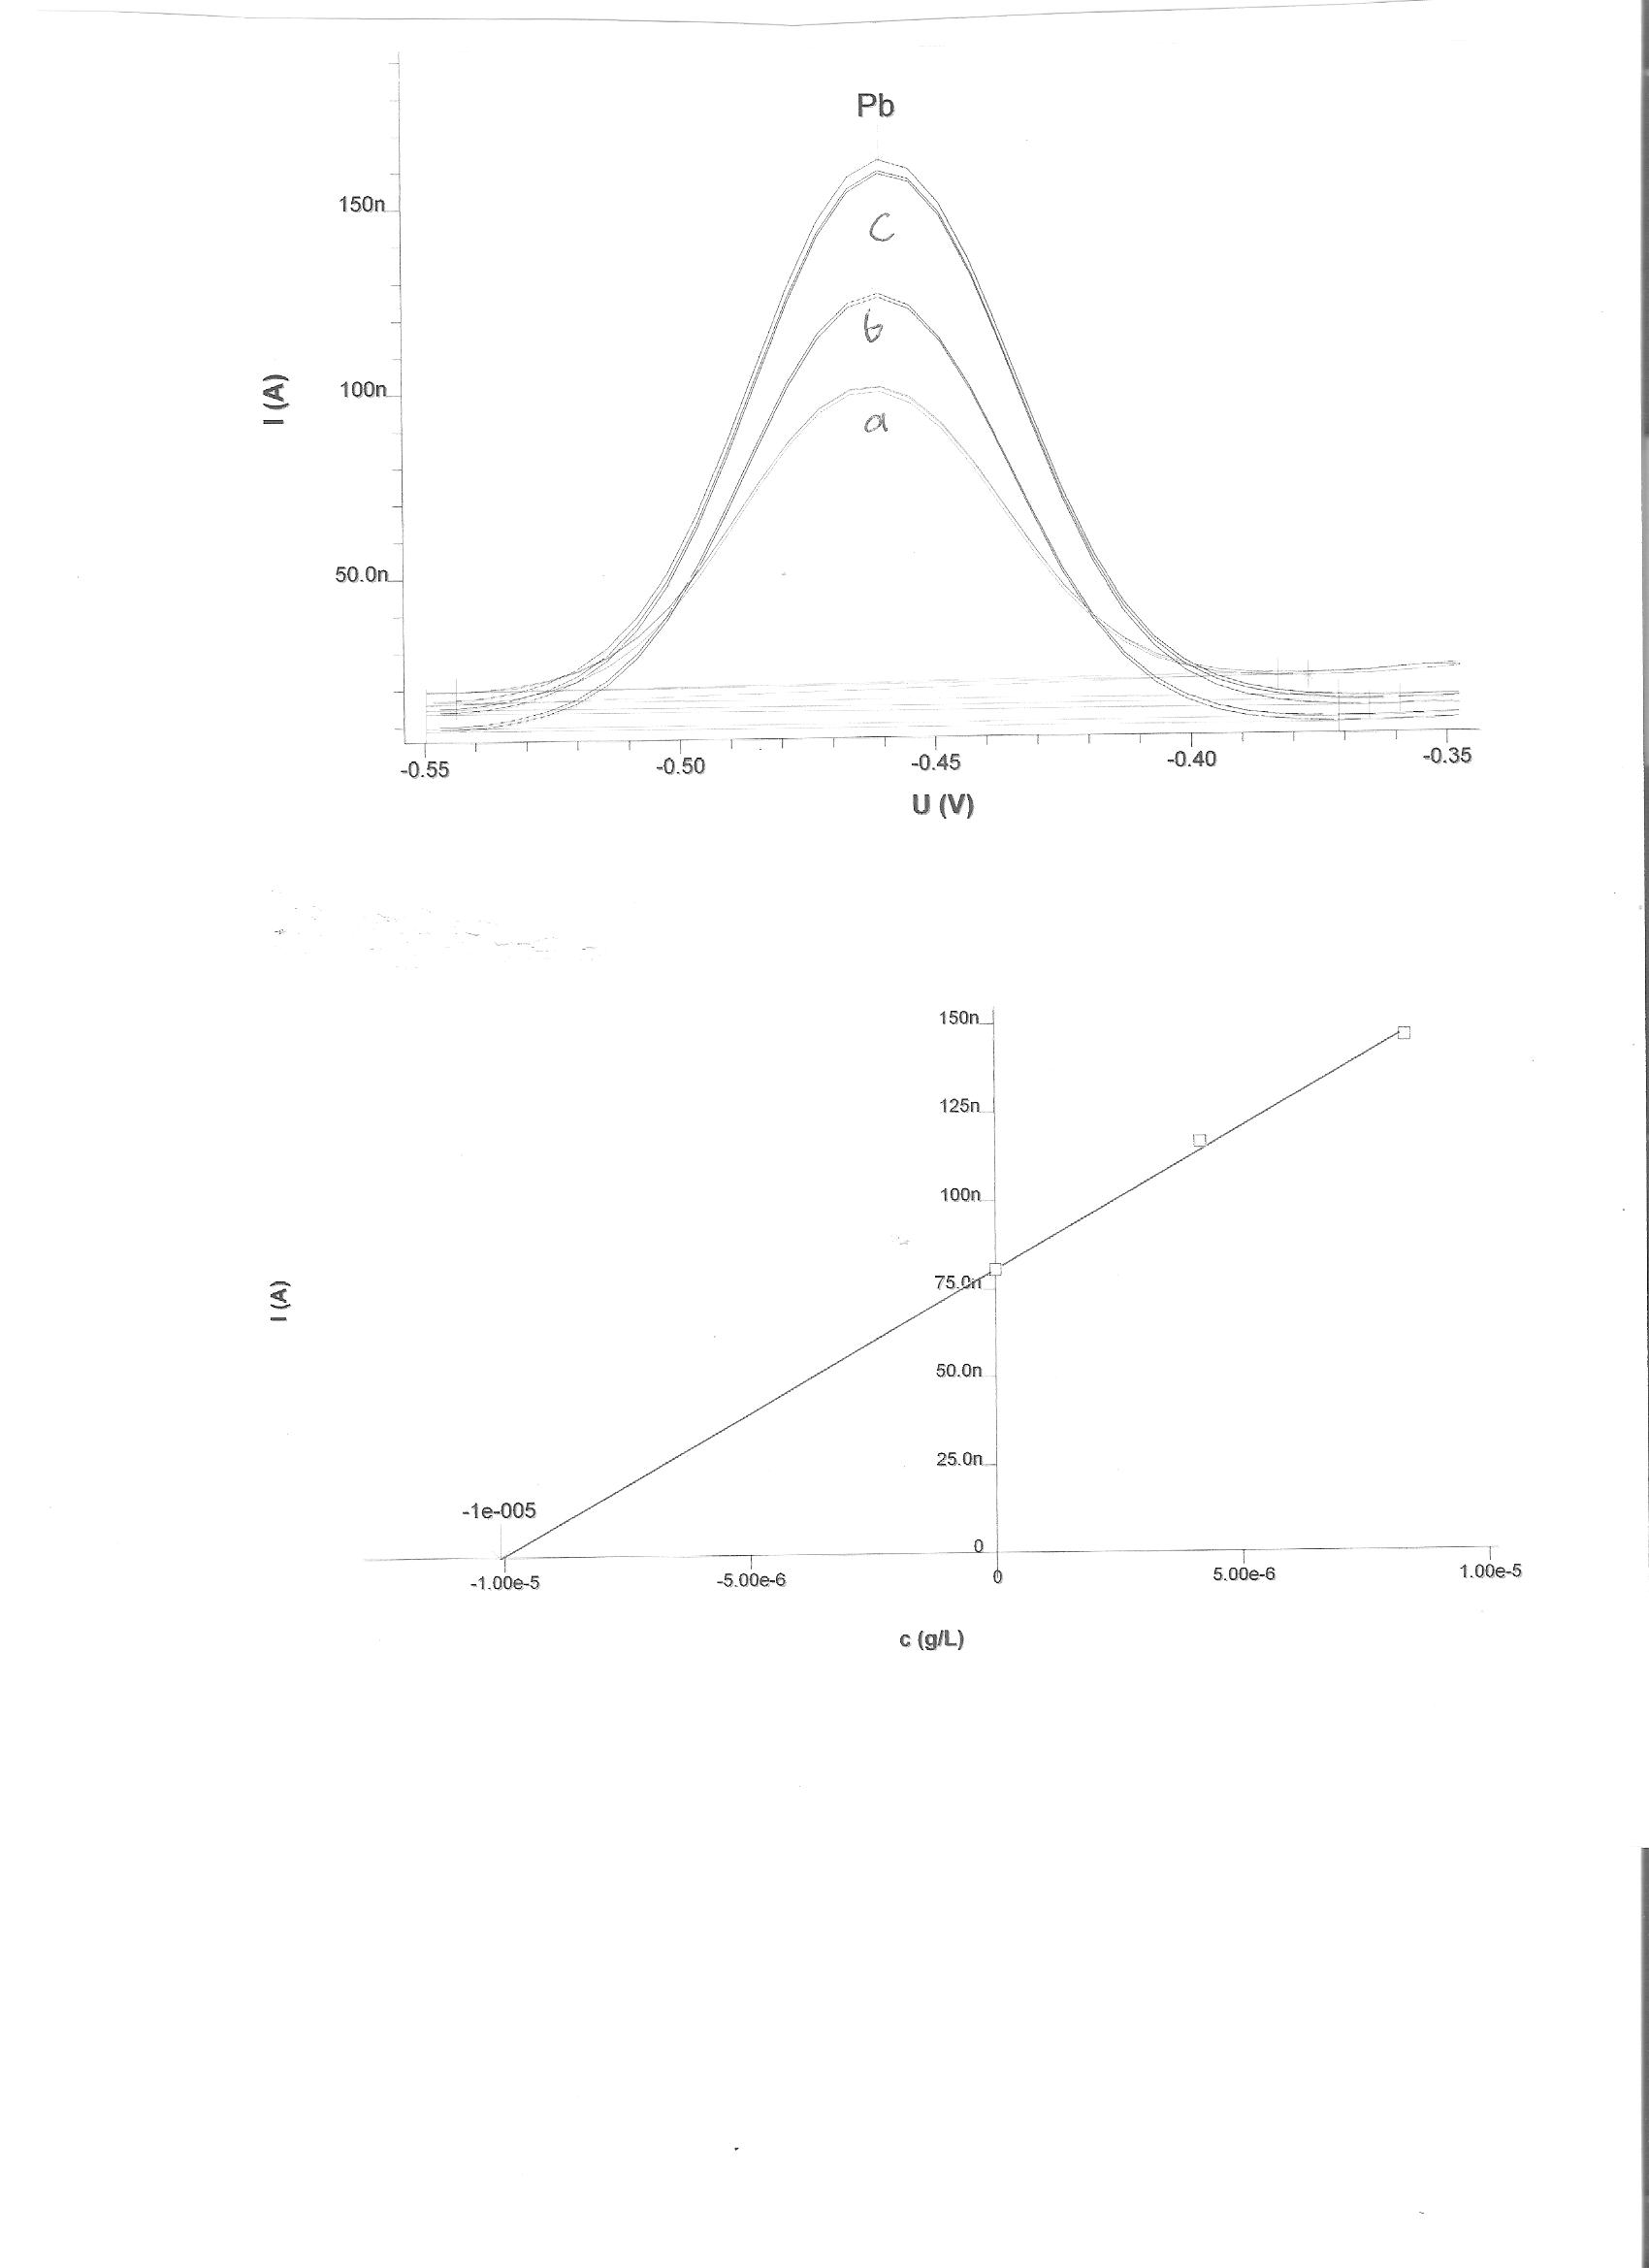 Pb
150n
C
b
100n
a
I (A)
50.0n
-0.55 -0.50 -0.45 -0.40 -0.35
U (V)
150n
125n
100n
75.0n
I (A)
50.0n
25.0n
-1e-005
0
-1.00e-5 -5.00e-6 0 5.00e-6 1.00e-5
c (g/L)